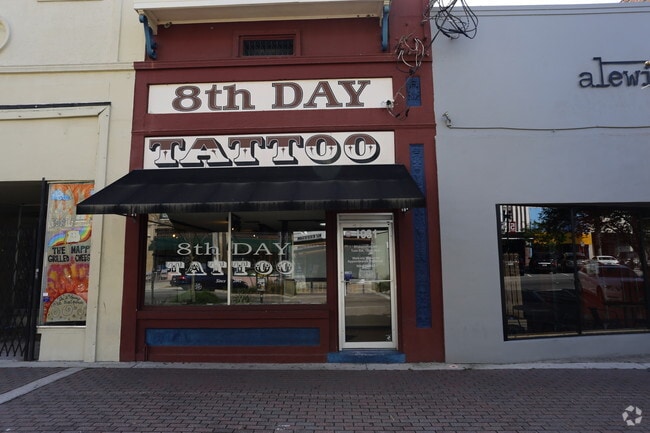 8th DAY
TATTOO
alewi
8th DAY
TATTOO
THE HAPPY
GRILLED CHEESE